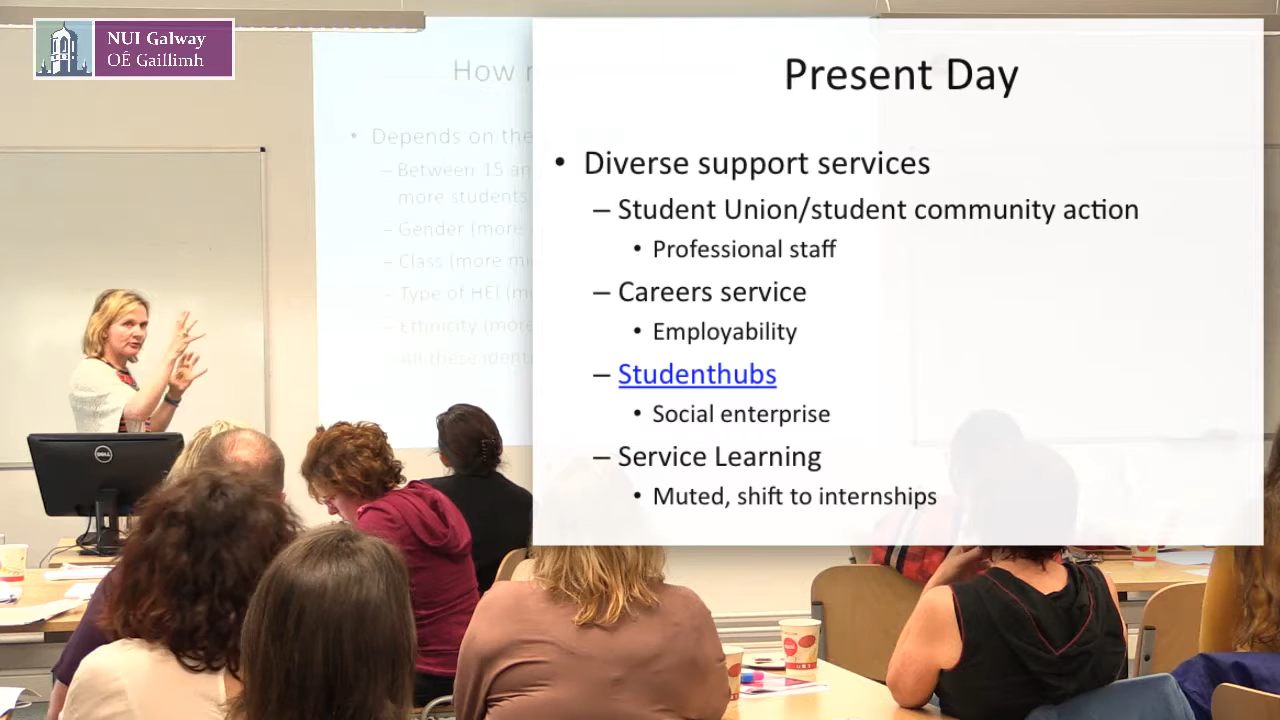 NUI Galway
OÉ Gaillimh
How
• Depends on the
– Between 15
more students
– Gender (more
– Class (more
– Type of HEI
– Ethnicity (more
– All these
Present Day
• Diverse support services
– Student Union/student community action
• Professional staff
– Careers service
• Employability
– Studenthubs
• Social enterprise
– Service Learning
• Muted, shift to internships
DELL